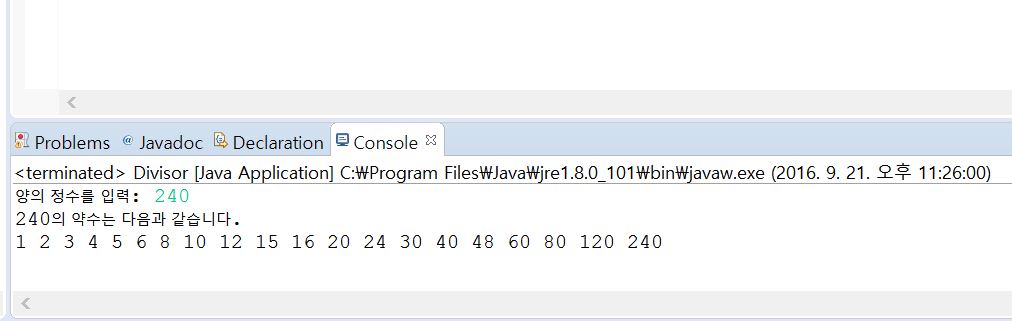 Problems @ Javadoc Declaration Console
<terminated> Divisor [Java Application] C:₩Program Files₩Java₩jre1.8.0_101₩bin₩javaw.exe (2016. 9. 21. 오후 11:26:00)
양의 정수를 입력: 240
240의 약수는 다음과 같습니다.
1 2 3 4 5 6 8 10 12 15 16 20 24 30 40 48 60 80 120 240